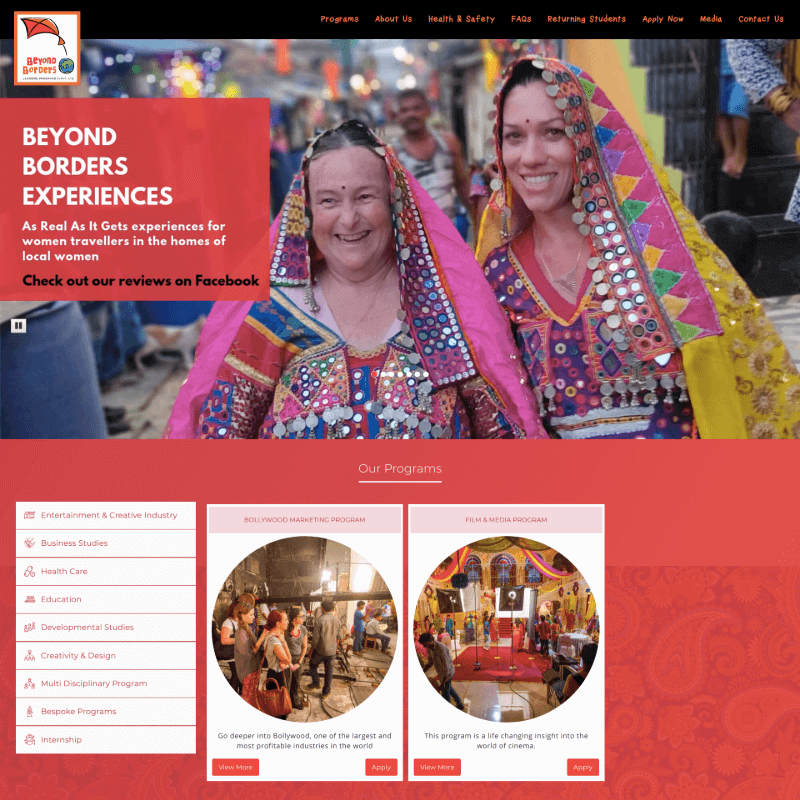 Programs About Us Health & Safety FAQs Returning Students Apply Now Media Contact Us
Beyond
Borders
BEYOND
BORDERS
EXPERIENCES
As Real As It Gets experiences for
women travellers in the homes of
local women
Check out our reviews on Facebook
Our Programs
Entertainment & Creative Industry
Business Studies
Health Care
Education
Developmental Studies
Creativity & Design
Multi Disciplinary Program
Bespoke Programs
Internship
BOLLYWOOD MARKETING PROGRAM
Go deeper into Bollywood, one of the largest and
most profitable industries in the world
View More Apply
FILM & MEDIA PROGRAM
This program is a life changing insight into the
world of cinema.
View More Apply